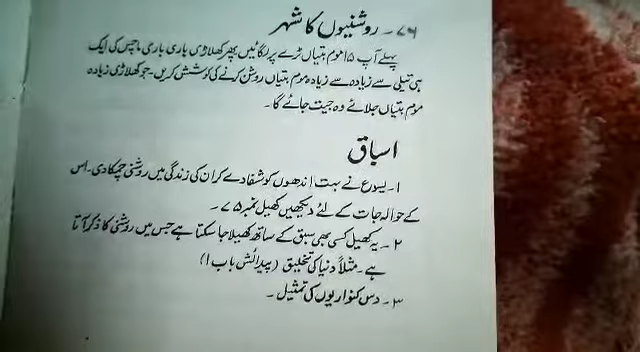 ۷۶۔ روشنیوں کا شہر
پہلے آپ ۱۵ موم بتیاں ٹرے پر لگائیں پھر کھلاڑی باری باری ماچس کی ایک
ہی تیلی سے زیادہ سے زیادہ موم بتیاں روشن کرنے کی کوشش کریں۔ جو کھلاڑی زیادہ
موم بتیاں جلائے وہ جیت جائے گا۔
اسباق
۱۔ یسوع نے بہت اندھوں کو شفا دے کر ان کی زندگی میں روشنی چمکا دی۔ اس
کے حوالہ جات کے لئے دیکھیں کھیل نمبر ۷۵۔
۲۔ یہ کھیل کسی بھی سبق کے ساتھ کھیلا جا سکتا ہے جس میں روشنی کا ذکر آتا
ہے۔ مثلاً دنیا کی تخلیق (پیدائش باب ۱)
۳۔ دس کنواریوں کی تمثیل۔